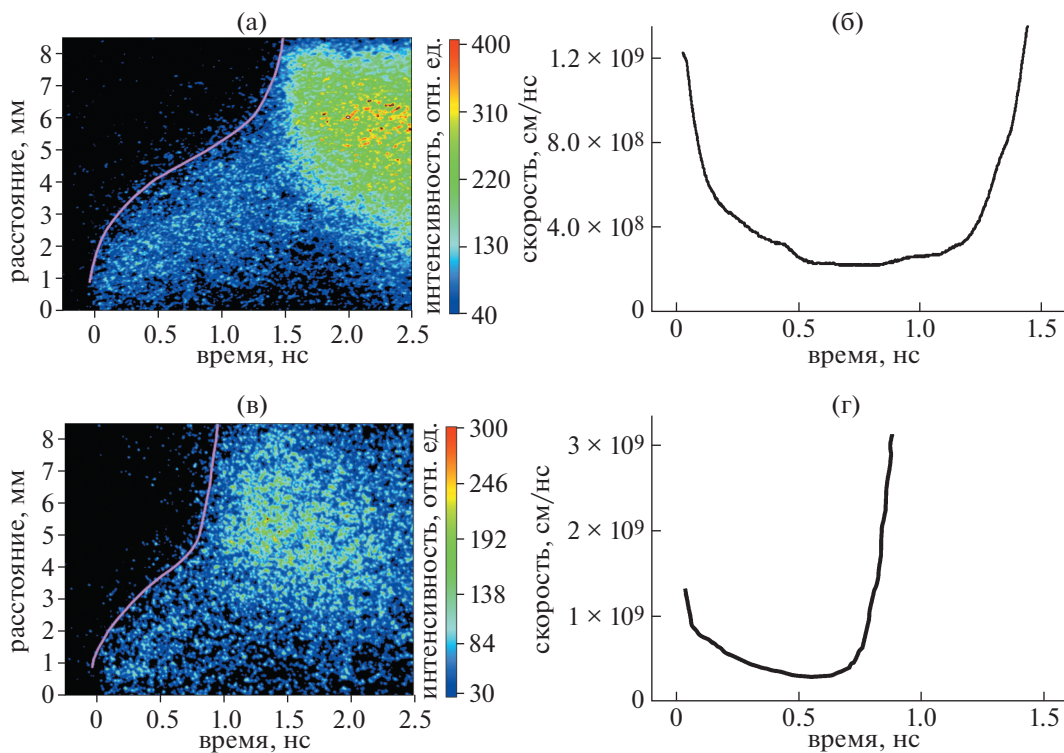 (а)
8
7
6
5
4
3
2
1
0
расстояние, мм
0
0.5
1.0
1.5
2.0
2.5
время, нс
400
310
220
130
40
интенсивность, отн. ед.
(б)
1.2 × 10⁹
8.0 × 10⁸
4.0 × 10⁸
0
скорость, см/нс
0
0.5
1.0
1.5
время, нс
(в)
8
7
6
5
4
3
2
1
0
расстояние, мм
0
0.5
1.0
1.5
2.0
2.5
время, нс
300
246
192
138
84
30
интенсивность, отн. ед.
(г)
3 × 10⁹
2 × 10⁹
1 × 10⁹
0
скорость, см/нс
0
0.5
1.0
1.5
время, нс